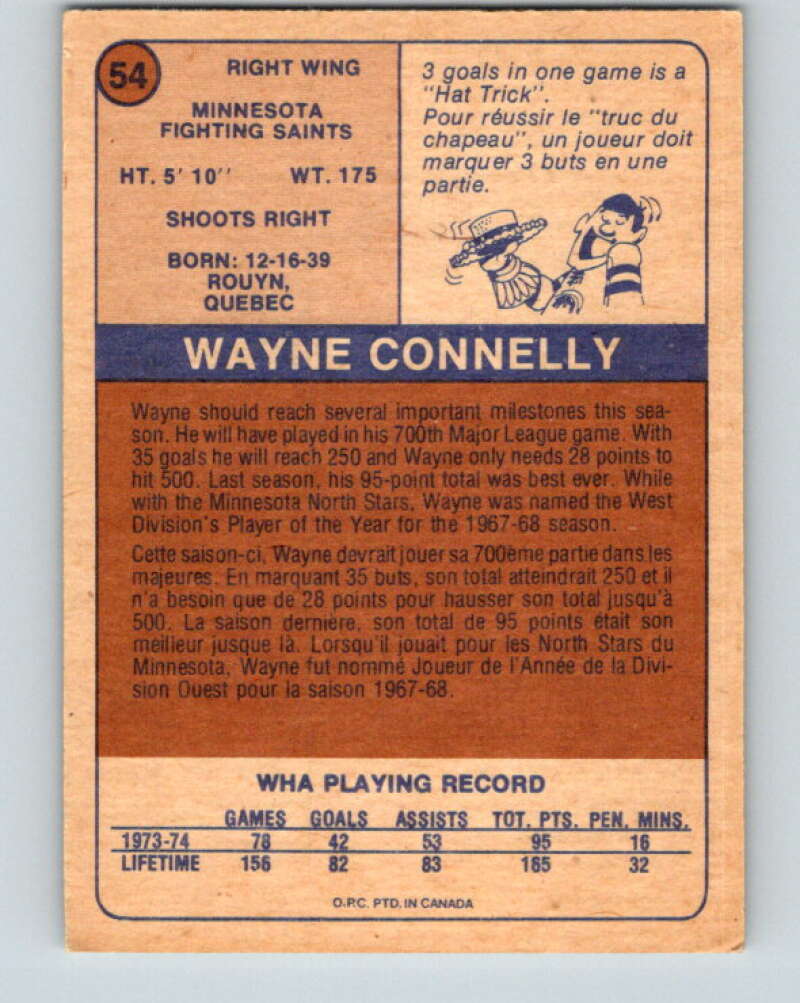 54
RIGHT WING
MINNESOTA
FIGHTING SAINTS
HT. 5' 10'' WT. 175
SHOOTS RIGHT
BORN: 12-16-39
ROUYN,
QUEBEC
3 goals in one game is a
"Hat Trick".
Pour réussir le "truc du
chapeau", un joueur doit
marquer 3 buts en une
partie.
WAYNE CONNELLY
Wayne should reach several important milestones this sea-
son. He will have played in his 700th Major League game. With
35 goals he will reach 250 and Wayne only needs 28 points to
hit 500. Last season, his 95-point total was best ever. While
with the Minnesota North Stars, Wayne was named the West
Division's Player of the Year for the 1967-68 season.
Cette saison-ci, Wayne devrait jouer sa 700ème partie dans les
majeures. En marquant 35 buts, son total atteindrait 250 et il
n'a besoin que de 28 points pour hausser son total jusqu'à
500. La saison dernière, son total de 95 points était son
meilleur jusque là. Lorsqu'il jouait pour les North Stars du
Minnesota, Wayne fut nommé Joueur de l'Année de la Divi-
sion Ouest pour la saison 1967-68.
WHA PLAYING RECORD
GAMES GOALS ASSISTS TOT. PTS. PEN. MINS.
1973-74 78 42 53 95 16
LIFETIME 156 82 83 165 32
O.P.C. PTD. IN CANADA